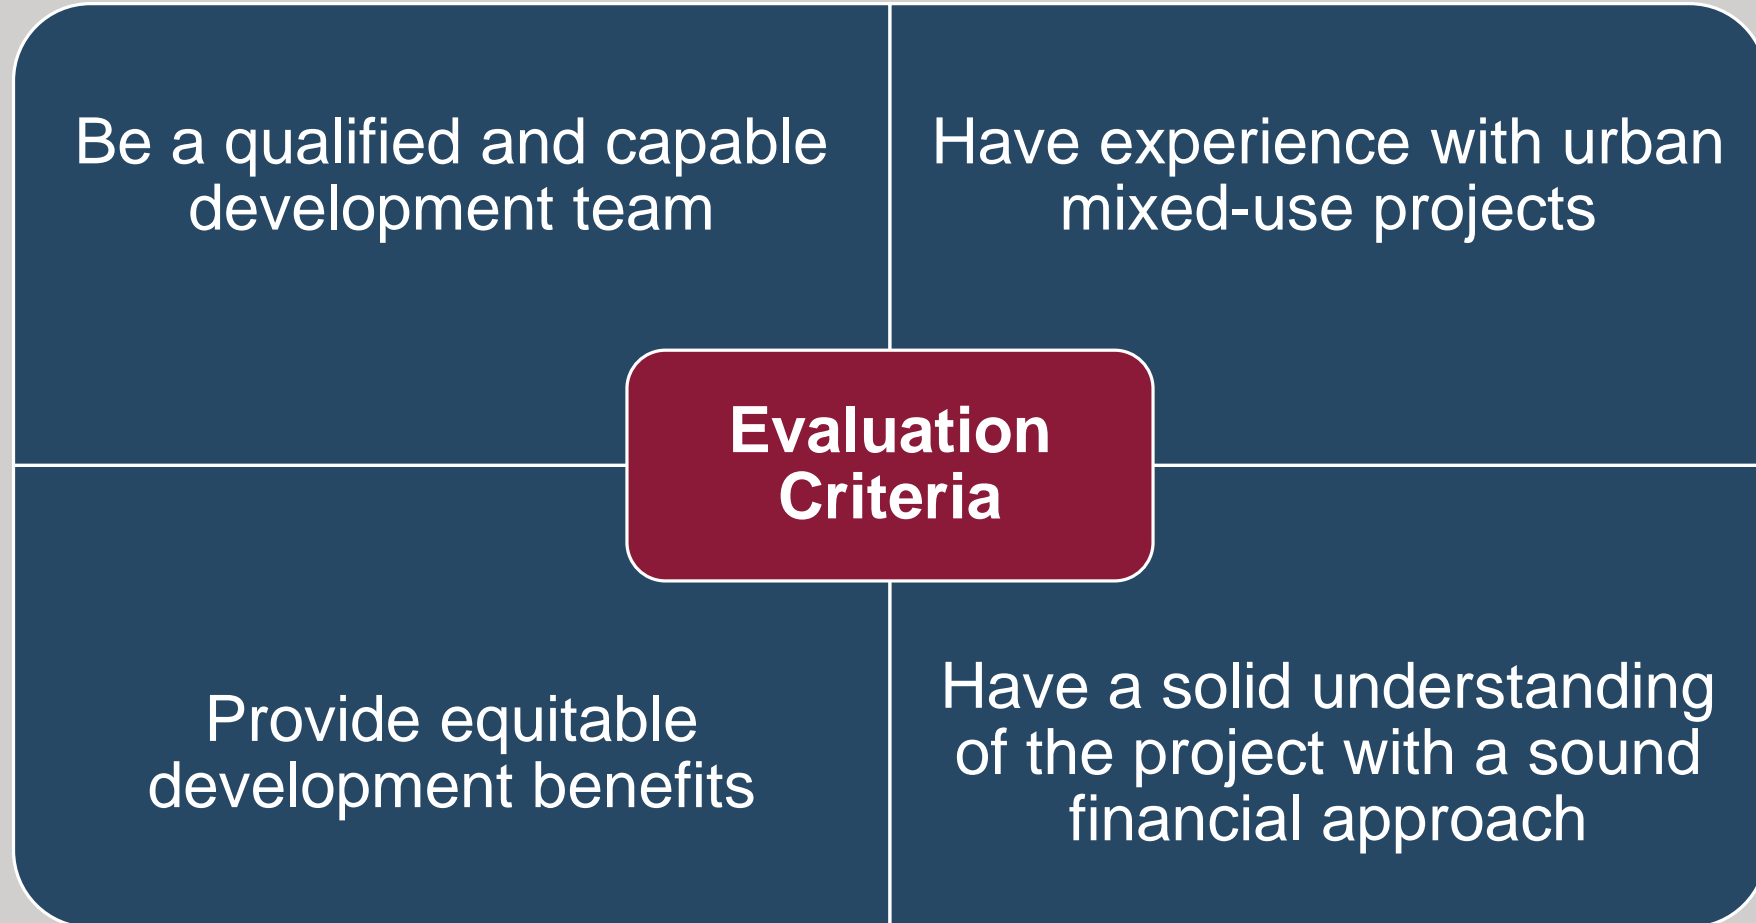 Be a qualified and capable
development team
Have experience with urban
mixed-use projects
Evaluation
Criteria
Provide equitable
development benefits
Have a solid understanding
of the project with a sound
financial approach